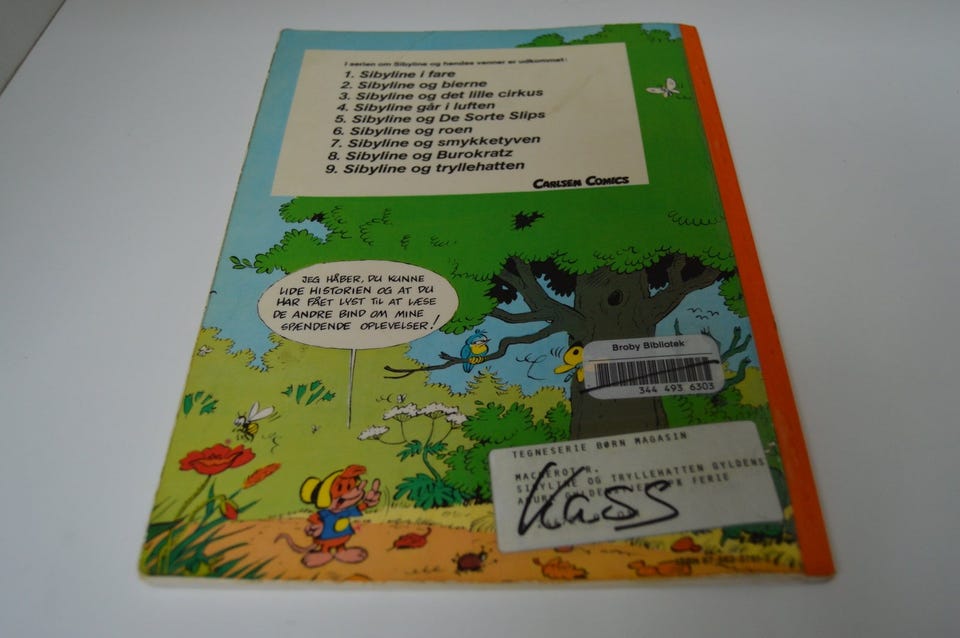 I serien om Sibyline og hendes venner er udkommet:
1. Sibyline i fare
2. Sibyline og bierne
3. Sibyline og det lille cirkus
4. Sibyline går i luften
5. Sibyline og De Sorte Slips
6. Sibyline og roen
7. Sibyline og smykketyven
8. Sibyline og Burokratz
9. Sibyline og tryllehatten
CARLSEN COMICS
JEG HÅBER, DU KUNNE
LIDE HISTORIEN OG AT DU
HAR FÅET LYST TIL AT LÆSE
DE ANDRE BIND OM MINE
SPÆNDENDE OPLEVELSER!
Broby Bibliotek
344 493 6303
TEGNESERIE BØRN MAGASIN
MACHEROT R.
SIBYLINE OG TRYLLEHATTEN GYLDENS
FERIE
Kass
ISBN